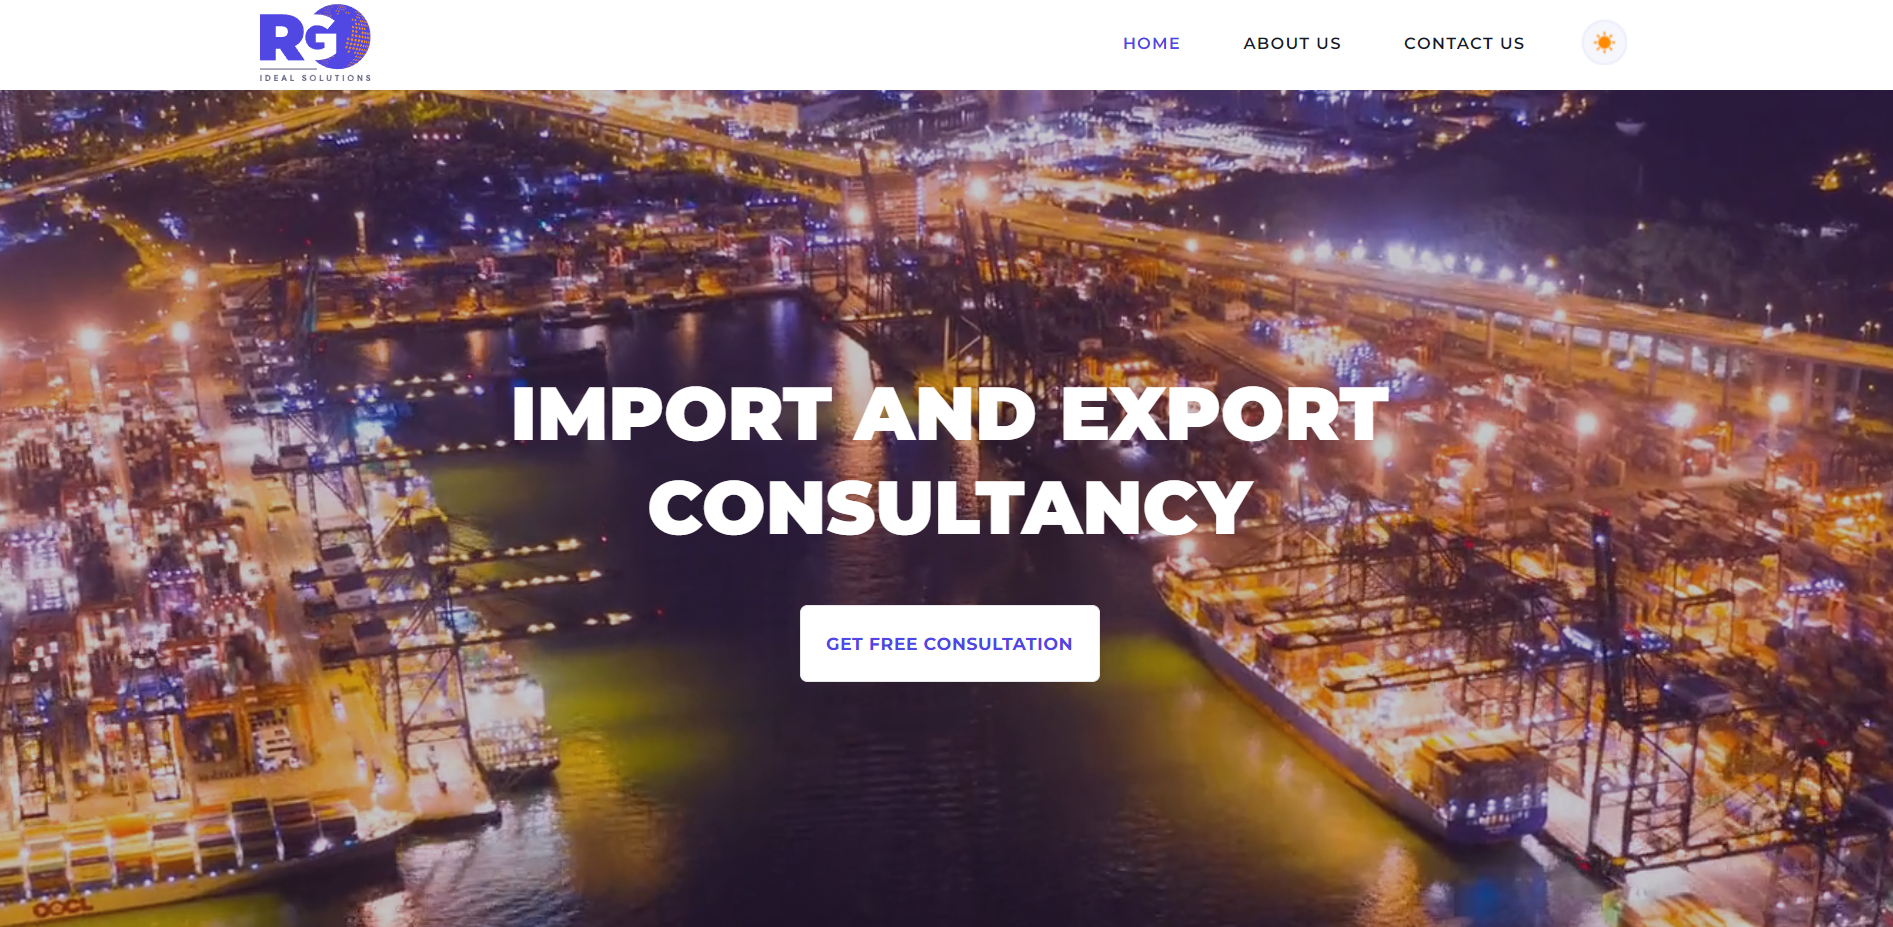 RG
IDEAL SOLUTIONS
HOME
ABOUT US
CONTACT US
IMPORT AND EXPORT
CONSULTANCY
GET FREE CONSULTATION
OOCL